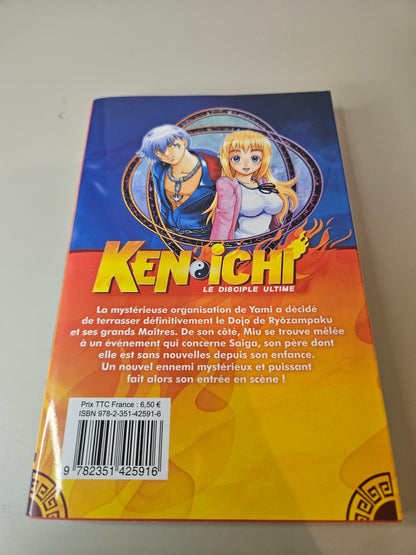 KEN ICHI
LE DISCIPLE ULTIME
La mystérieuse organisation de Yami a décidé
de terrasser définitivement le Dojo de Ryôzampaku
et ses grands Maîtres. De son côté, Miu se trouve mêlée
à un événement qui concerne Saiga, son père dont
elle est sans nouvelles depuis son enfance.
Un nouvel ennemi mystérieux et puissant
fait alors son entrée en scène !
Prix TTC France : 6,50 €
ISBN 978-2-351-42591-6
9 782351 425916